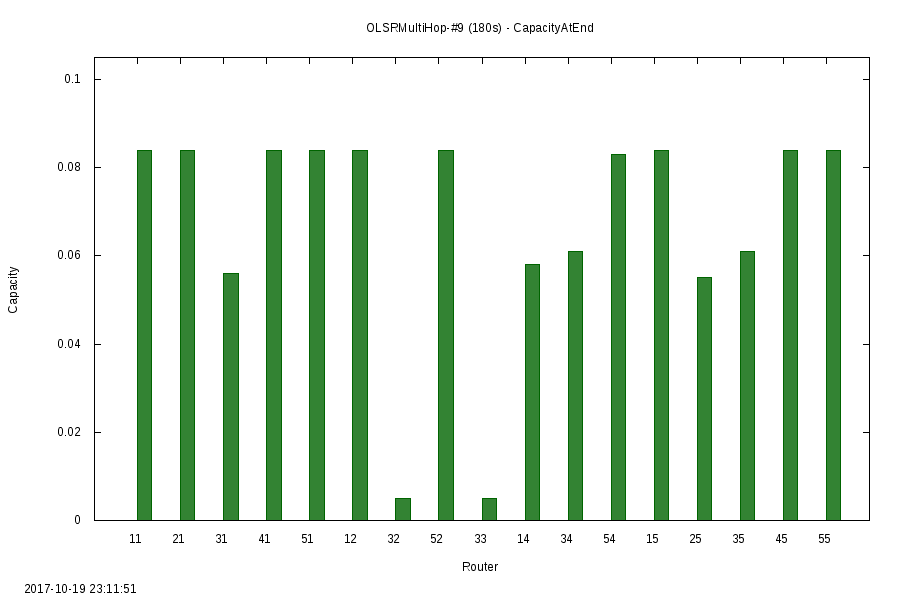 OLSRMultiHop-#9 (180s) - CapacityAtEnd
0.1
0.08
0.06
0.04
0.02
0
Capacity
11 21 31 41 51 12 32 52 33 14 34 54 15 25 35 45 55
Router
2017-10-19 23:11:51